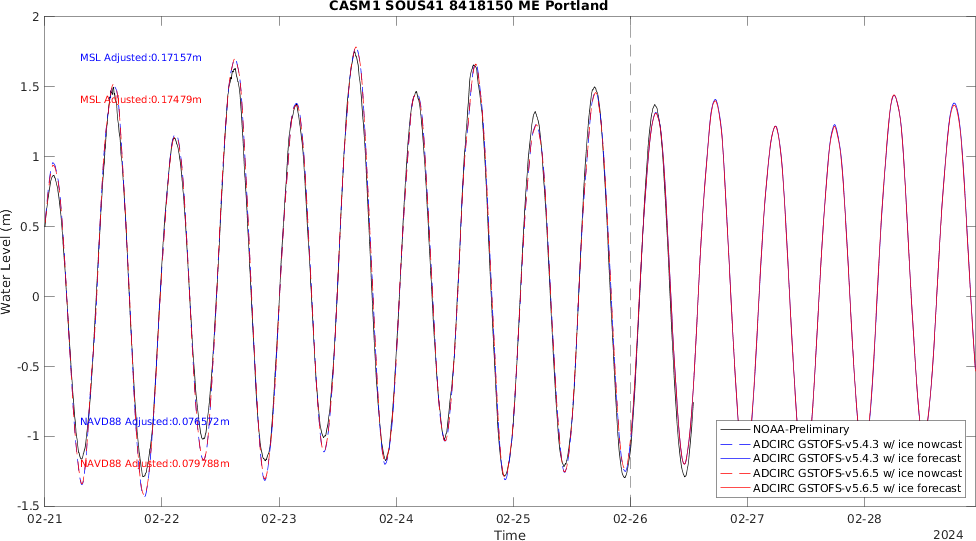 CASM1 SOUS41 8418150 ME Portland
2
MSL Adjusted:0.17157m
1.5
MSL Adjusted:0.17479m
1
0.5
Water Level (m)
0
-0.5
NAVD88 Adjusted:0.076572m
-1
NAVD88 Adjusted:0.079788m
-1.5
NOAA-Preliminary
ADCIRC GSTOFS-v5.4.3 w/ ice nowcast
ADCIRC GSTOFS-v5.4.3 w/ ice forecast
ADCIRC GSTOFS-v5.6.5 w/ ice nowcast
ADCIRC GSTOFS-v5.6.5 w/ ice forecast
02-21 02-22 02-23 02-24 02-25 02-26 02-27 02-28
Time
2024